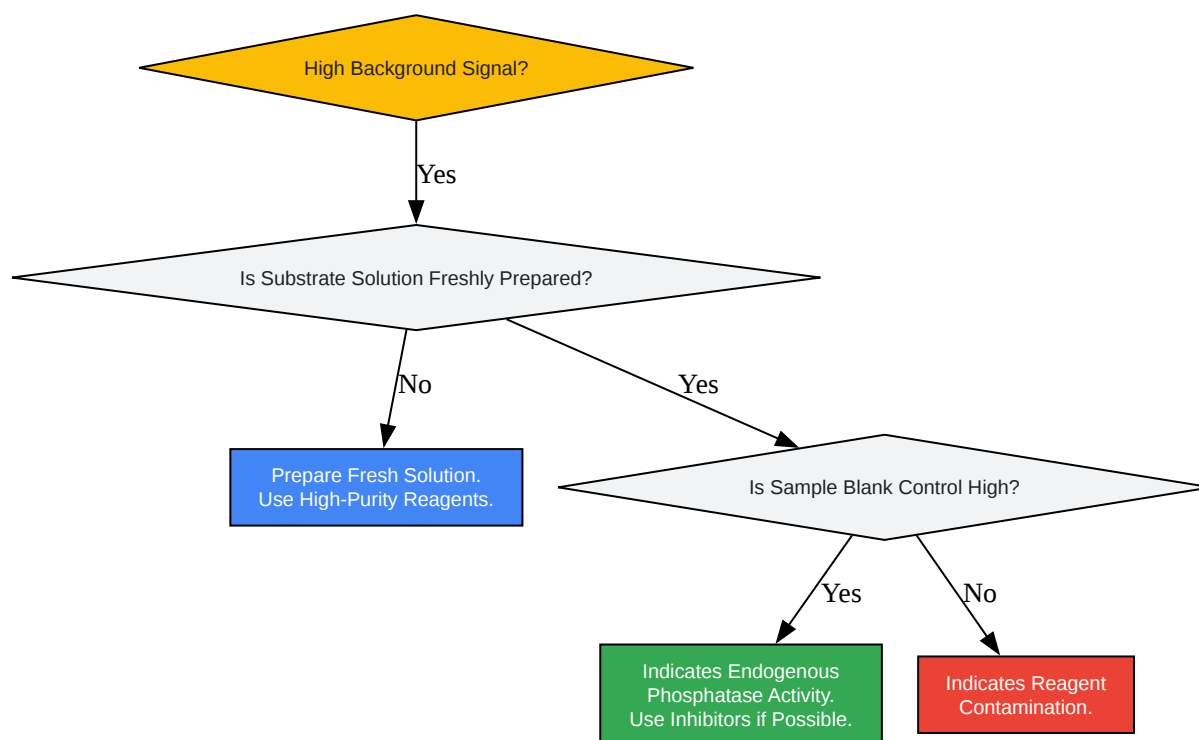 High Background Signal?
Yes
Is Substrate Solution Freshly Prepared?
No
Yes
Prepare Fresh Solution.
Use High-Purity Reagents.
Is Sample Blank Control High?
Yes
No
Indicates Endogenous
Phosphatase Activity.
Use Inhibitors if Possible.
Indicates Reagent
Contamination.